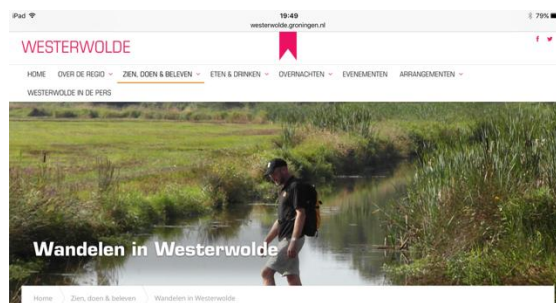 iPad 19:49 79%
westerwolde.groningen.nl
WESTERWOLDE
HOME OVER DE REGIO ZIEN, DOEN & BELEVEN ETEN & DRINKEN OVERNACHTEN EVENEMENTEN ARRANGEMENTEN
WESTERWOLDE IN DE PERS
Wandelen in Westerwolde
Home Zien, doen & beleven Wandelen in Westerwolde